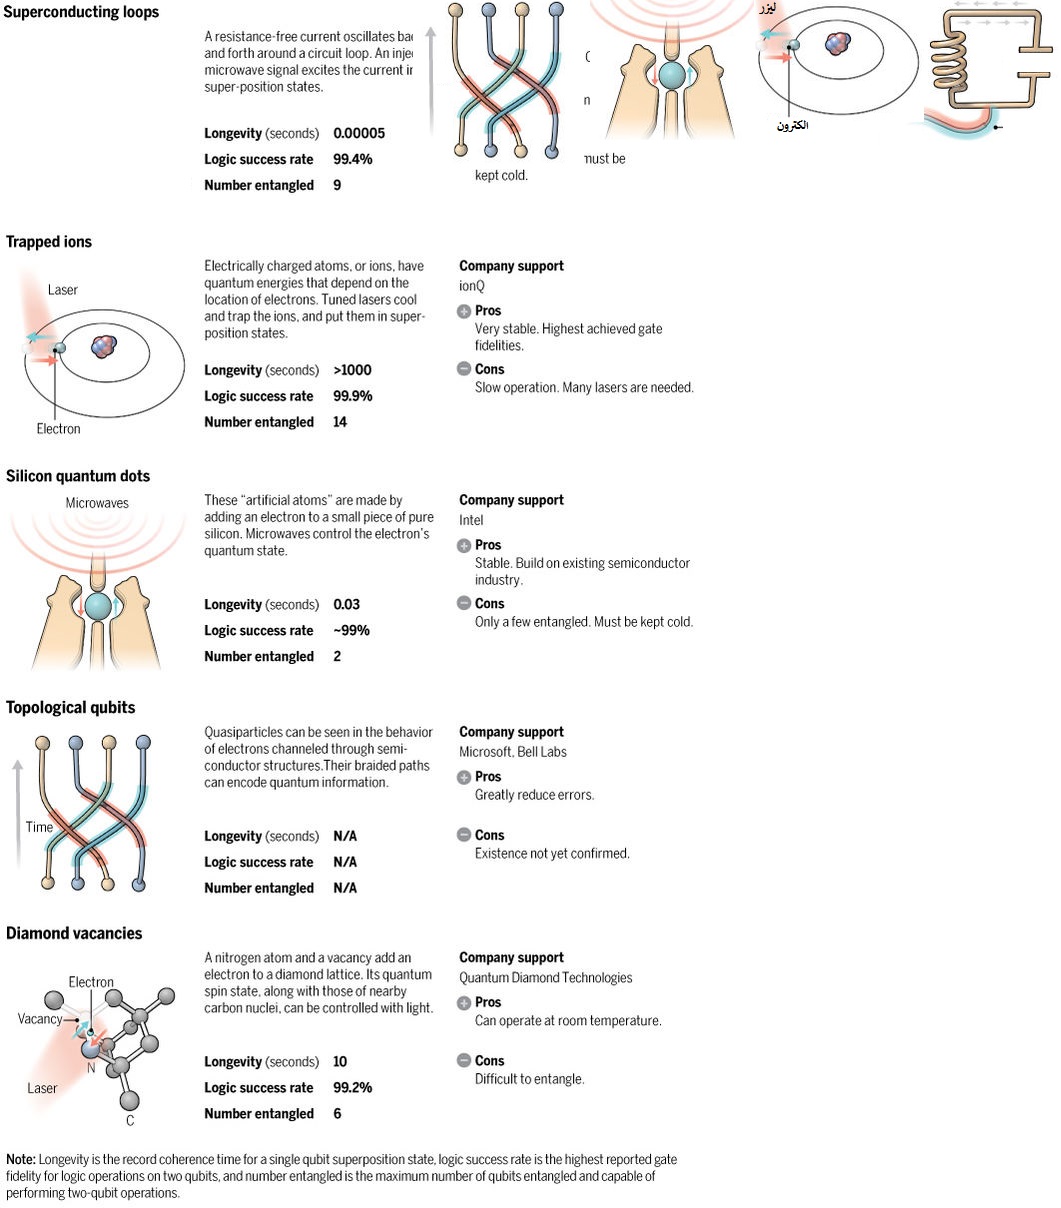 Superconducting loops
A resistance-free current oscillates
and forth around a circuit loop. An
microwave signal excites the current
super-position states.
Longevity (seconds) 0.00005
Logic success rate 99.4%
Number entangled 9
kept cold.
must be
ليزر
الكترون
Trapped ions
Laser
Electron
Electrically charged atoms, or ions, have
quantum energies that depend on the
location of electrons. Tuned lasers cool
and trap the ions, and put them in super-
position states.
Longevity (seconds) >1000
Logic success rate 99.9%
Number entangled 14
Company support
ionQ
Pros
Very stable. Highest achieved gate
fidelities.
Cons
Slow operation. Many lasers are needed.
Silicon quantum dots
Microwaves
These “artificial atoms” are made by
adding an electron to a small piece of pure
silicon. Microwaves control the electron’s
quantum state.
Longevity (seconds) 0.03
Logic success rate ~99%
Number entangled 2
Company support
Intel
Pros
Stable. Build on existing semiconductor
industry.
Cons
Only a few entangled. Must be kept cold.
Topological qubits
Time
Quasiparticles can be seen in the behavior
of electrons channeled through semi-
conductor structures.Their braided paths
can encode quantum information.
Longevity (seconds) N/A
Logic success rate N/A
Number entangled N/A
Company support
Microsoft, Bell Labs
Pros
Greatly reduce errors.
Cons
Existence not yet confirmed.
Diamond vacancies
Electron
Vacancy
N
Laser
C
A nitrogen atom and a vacancy add an
electron to a diamond lattice. Its quantum
spin state, along with those of nearby
carbon nuclei, can be controlled with light.
Longevity (seconds) 10
Logic success rate 99.2%
Number entangled 6
Company support
Quantum Diamond Technologies
Pros
Can operate at room temperature.
Cons
Difficult to entangle.
Note: Longevity is the record coherence time for a single qubit superposition state, logic success rate is the highest reported gate
fidelity for logic operations on two qubits, and number entangled is the maximum number of qubits entangled and capable of
performing two-qubit operations.